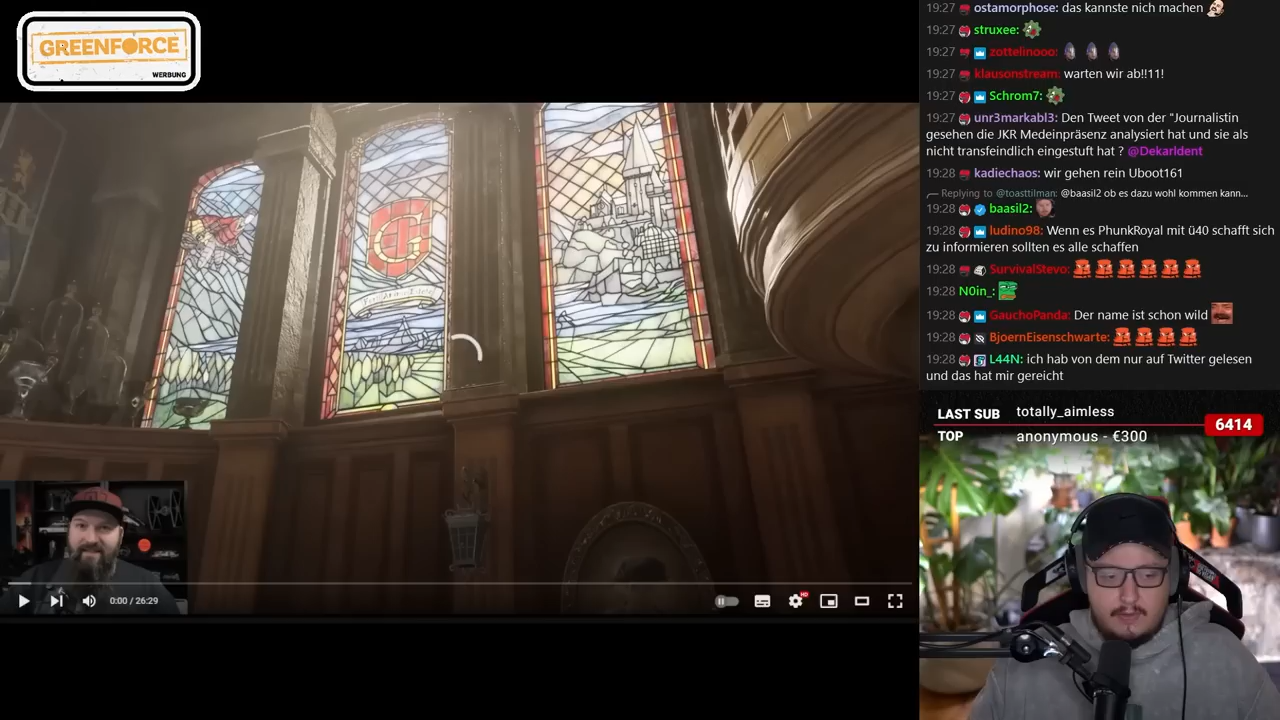 GREENFORCE
WERBUNG
G
0:00 / 26:29
HD
19:27 ostamorphose: das kannste nich machen
19:27 struxee:
19:27 zottelinooo:
19:27 klausonstream: warten wir ab!!11!
19:27 Schrom7:
19:27 unr3markabl3: Den Tweet von der "Journalistin
gesehen die JKR Medeinpräsenz analysiert hat und sie als
nicht transfeindlich eingestuft hat ? @Dekarldent
19:28 kadiechaos: wir gehen rein Uboot161
Replying to @toasttilman: @baasil2 ob es dazu wohl kommen kann...
19:28 baasil2:
19:28 ludino98: Wenn es PhunkRoyal mit ü40 schafft sich
zu informieren sollten es alle schaffen
19:28 SurvivalStevo:
19:28 N0in_:
19:28 GauchoPanda: Der name ist schon wild
19:28 BjoernEisenschwarte:
19:28 L44N: ich hab von dem nur auf Twitter gelesen
und das hat mir gereicht
LAST SUB totally_aimless
6414
TOP anonymous - €300